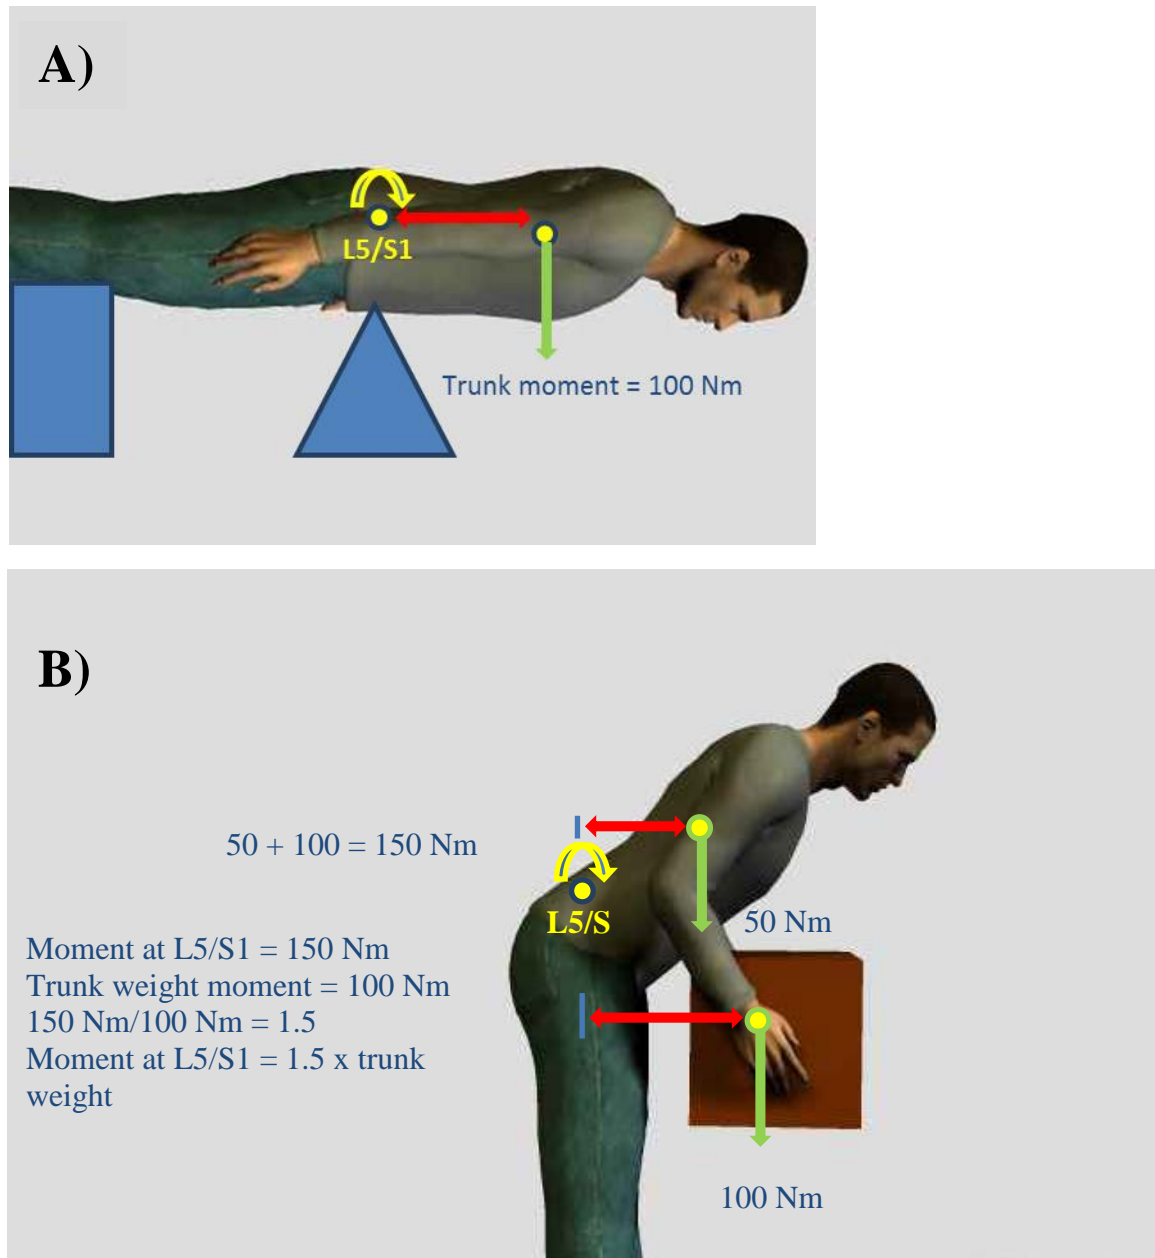 A)
L5/S1
Trunk moment = 100 Nm
B)
50 + 100 = 150 Nm
L5/S
50 Nm
Moment at L5/S1 = 150 Nm
Trunk weight moment = 100 Nm
150 Nm/100 Nm = 1.5
Moment at L5/S1 = 1.5 x trunk
weight
100 Nm